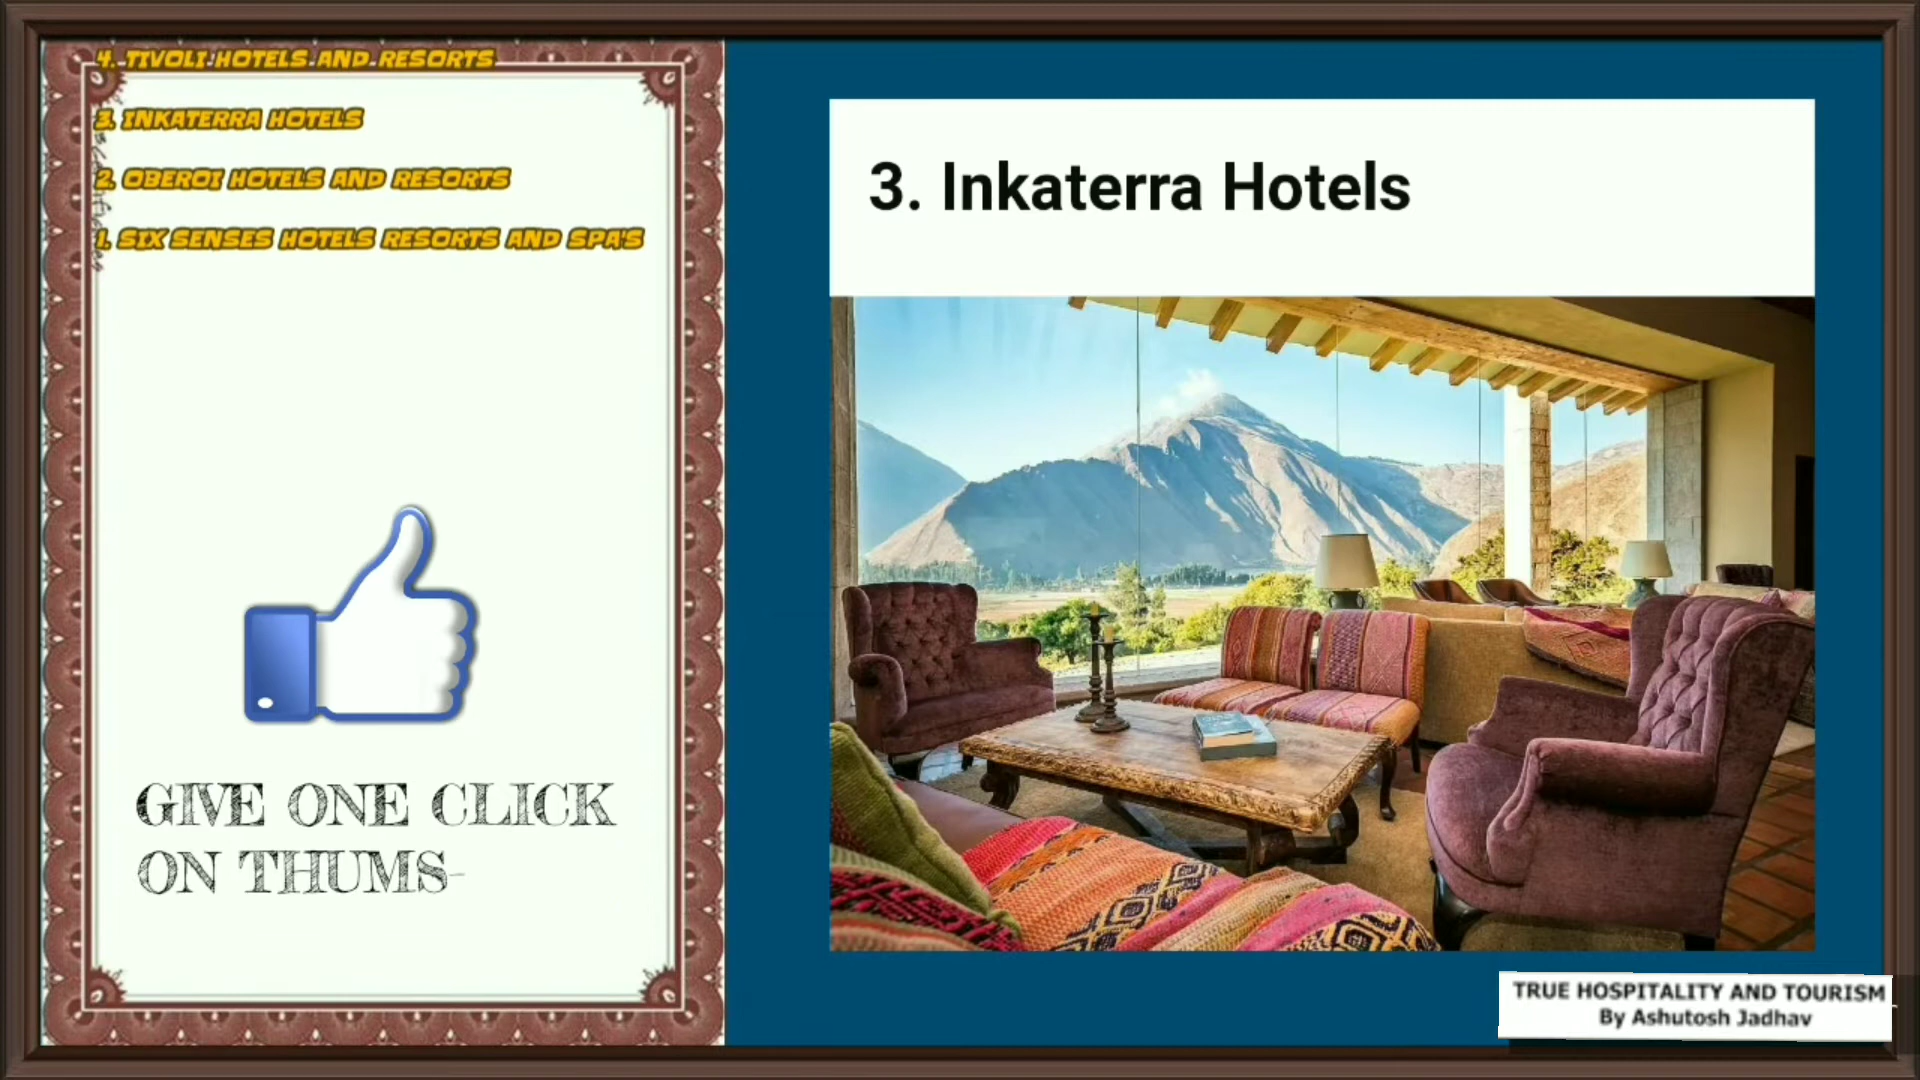 4. TIVOLI HOTELS AND RESORTS
3. INKATERRA HOTELS
2. OBEROI HOTELS AND RESORTS
1. SIX SENSES HOTELS RESORTS AND SPA'S
GIVE ONE CLICK
ON THUMS-
3. Inkaterra Hotels
TRUE HOSPITALITY AND TOURISM
By Ashutosh Jadhav